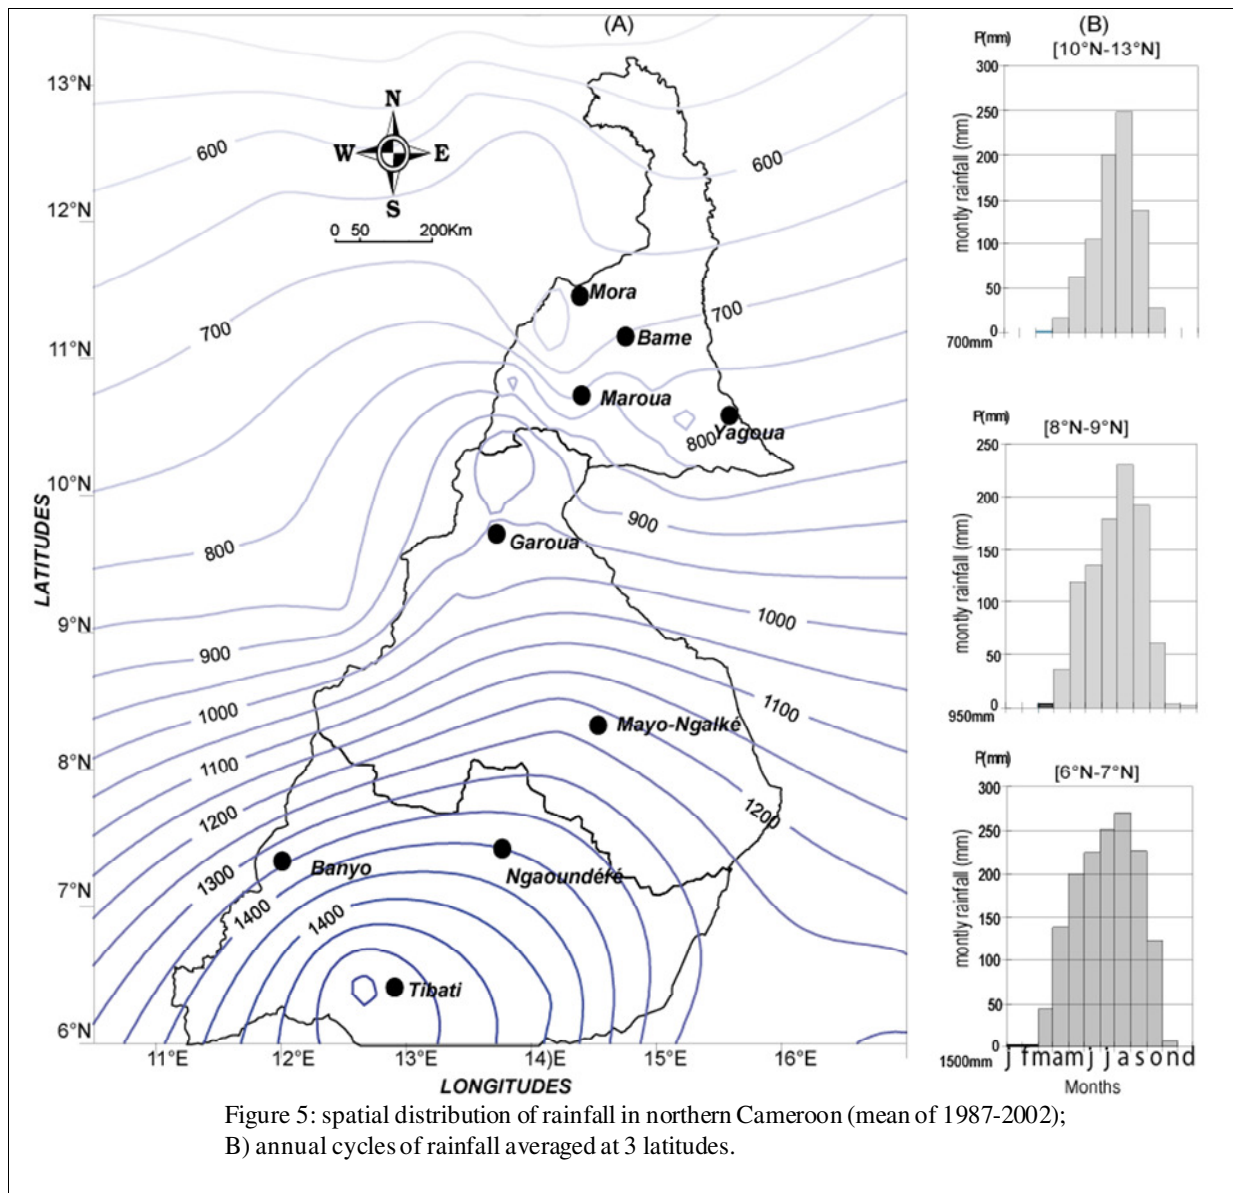 (A)
13°N
12°N
11°N
10°N
9°N
8°N
7°N
6°N
LATITUDES
N
W E
S
0 50 200Km
600
600
700
700
800
800
900
900
1000
1000
1100
1100
1200
1200
1300
1400
1400
Mora
Bame
Maroua
Yagoua
Garoua
Mayo-Ngalké
Banyo
Ngaoundéré
Tibati
11°E 12°E 13°E 14°E 15°E 16°E
LONGITUDES
(B)
P(mm)
[10°N-13°N]
300
250
200
150
100
50
0
montly rainfall (mm)
700mm
P(mm)
[8°N-9°N]
250
200
150
100
50
0
montly rainfall (mm)
950mm
P(mm)
[6°N-7°N]
300
250
200
150
100
50
0
montly rainfall (mm)
1500mm
j f m a m j j a s o n d
Months
Figure 5: spatial distribution of rainfall in northern Cameroon (mean of 1987-2002);
B) annual cycles of rainfall averaged at 3 latitudes.